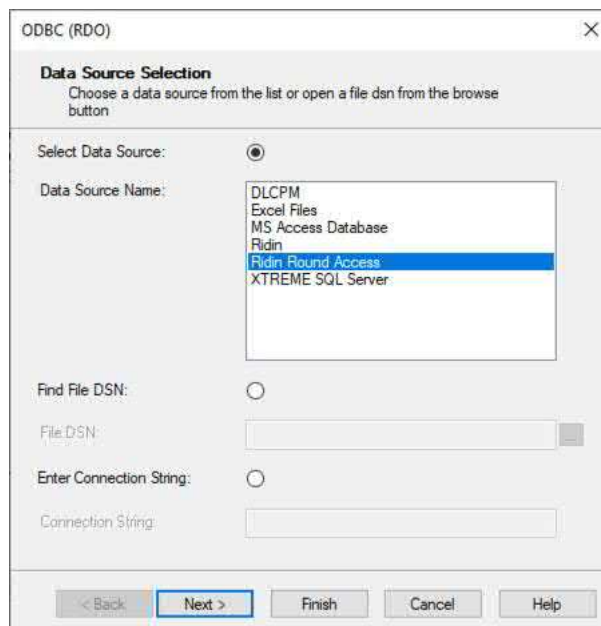 ODBC (RDO)
Data Source Selection
Choose a data source from the list or open a file dsn from the browse
button
Select Data Source:
Data Source Name:
DLCPM
Excel Files
MS Access Database
Ridin
Ridin Round Access
XTREME SQL Server
Find File DSN:
File DSN:
...
Enter Connection String:
Connection String:
< Back Next > Finish Cancel Help